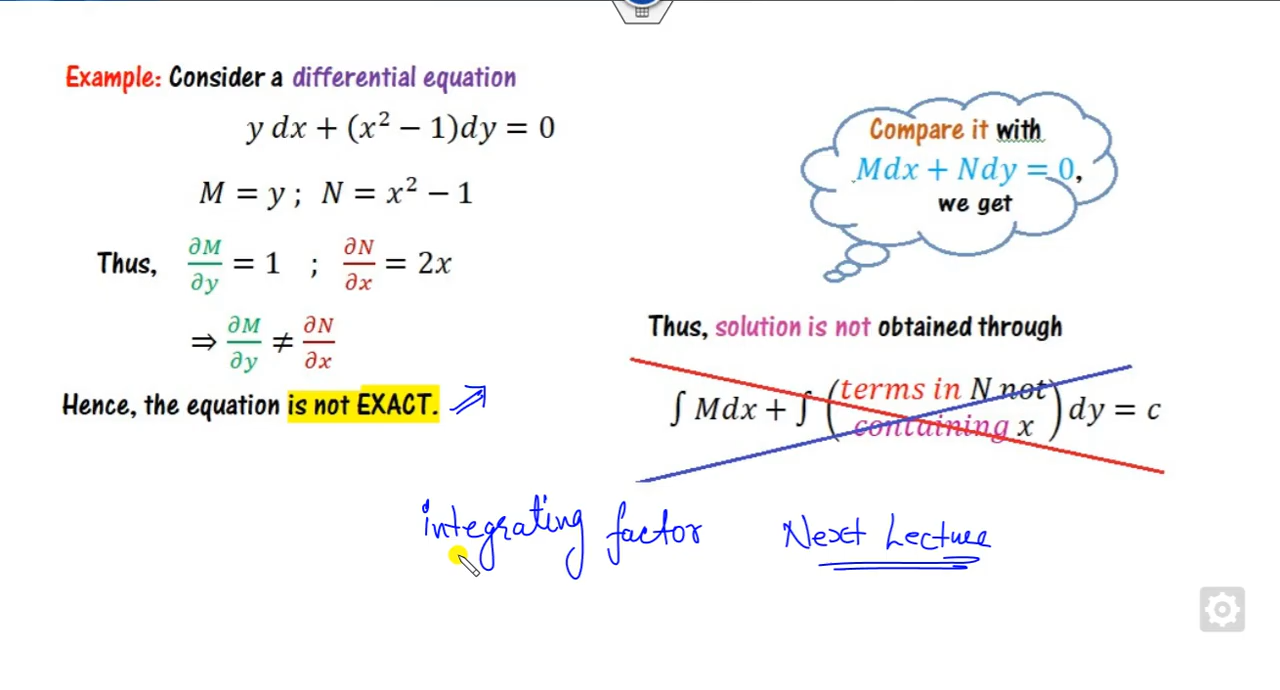 Example: Consider a differential equation
y dx + (x² − 1)dy = 0
M = y ; N = x² − 1
Thus, ∂M/∂y = 1 ; ∂N/∂x = 2x
⇒ ∂M/∂y ≠ ∂N/∂x
Hence, the equation is not EXACT.
Compare it with
Mdx + Ndy = 0,
we get
Thus, solution is not obtained through
∫ Mdx + ∫ (terms in N not containing x) dy = c
integrating factor Next Lecture